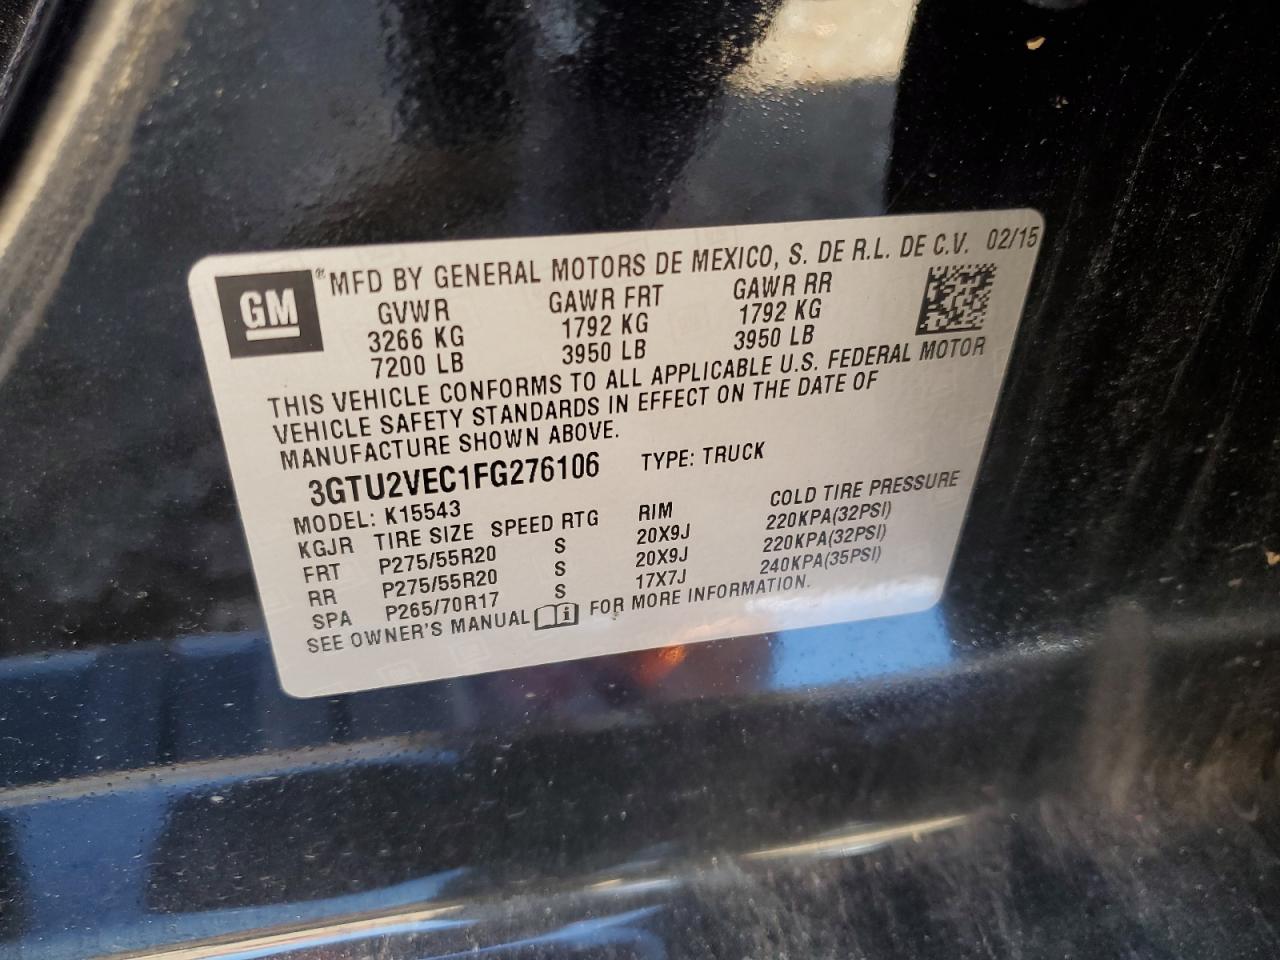 GM ® MFD BY GENERAL MOTORS DE MEXICO, S. DE R.L. DE C.V. 02/15
GVWR GAWR FRT GAWR RR
3266 KG 1792 KG 1792 KG
7200 LB 3950 LB 3950 LB
THIS VEHICLE CONFORMS TO ALL APPLICABLE U.S. FEDERAL MOTOR
VEHICLE SAFETY STANDARDS IN EFFECT ON THE DATE OF
MANUFACTURE SHOWN ABOVE.
3GTU2VEC1FG276106 TYPE: TRUCK
MODEL: K15543
KGJR TIRE SIZE SPEED RTG RIM COLD TIRE PRESSURE
FRT P275/55R20 S 20X9J 220KPA(32PSI)
RR P275/55R20 S 20X9J 220KPA(32PSI)
SPA P265/70R17 S 17X7J 240KPA(35PSI)
SEE OWNER'S MANUAL FOR MORE INFORMATION.